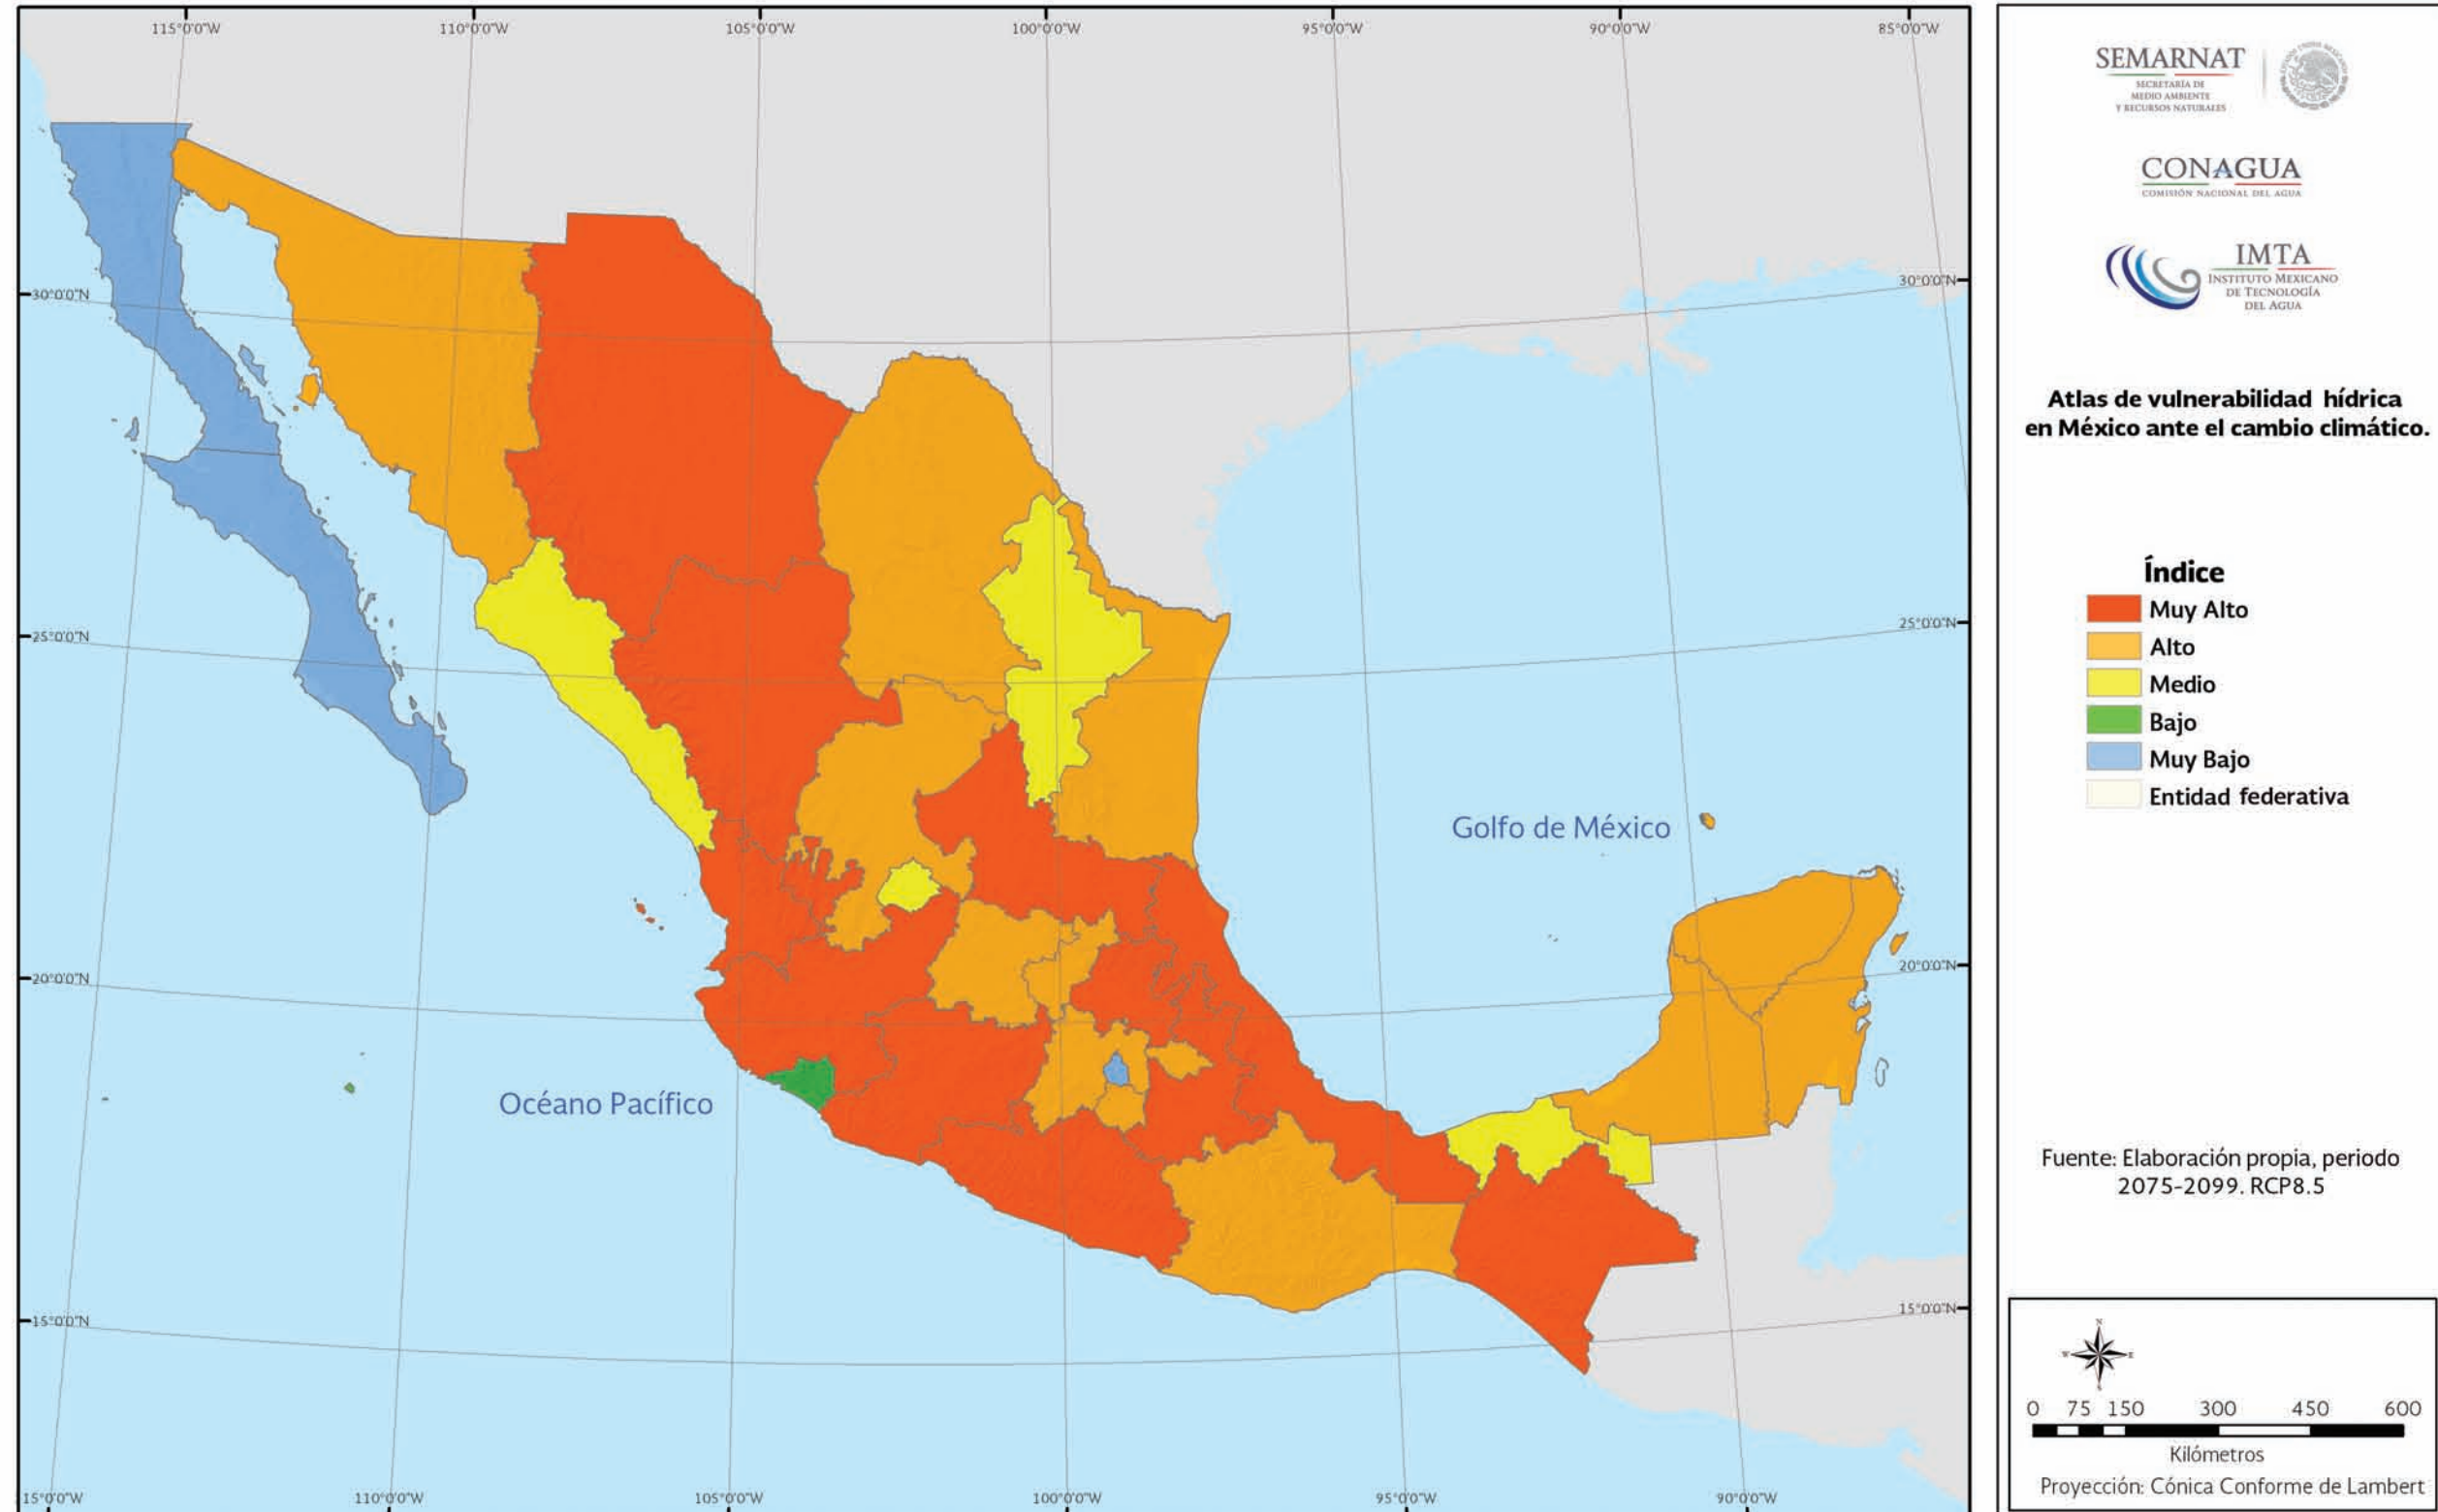 115°0'0"W
110°0'0"W
105°0'0"W
100°0'0"W
95°0'0"W
90°0'0"W
85°0'0"W
30°0'0"N
30°0'0"N
25°0'0"N
25°0'0"N
Golfo de México
20°0'0"N
20°0'0"N
Océano Pacífico
15°0'0"N
15°0'0"N
15°0'0"W
110°0'0"W
105°0'0"W
100°0'0"W
95°0'0"W
90°0'0"W
SEMARNAT
SECRETARÍA DE
MEDIO AMBIENTE
Y RECURSOS NATURALES
CONAGUA
COMISIÓN NACIONAL DEL AGUA
IMTA
INSTITUTO MEXICANO
DE TECNOLOGÍA
DEL AGUA
Atlas de vulnerabilidad hídrica
en México ante el cambio climático.
Índice
Muy Alto
Alto
Medio
Bajo
Muy Bajo
Entidad federativa
Fuente: Elaboración propia, periodo
2075-2099. RCP8.5
N
W E
S
0 75 150 300 450 600
Kilómetros
Proyección: Cónica Conforme de Lambert